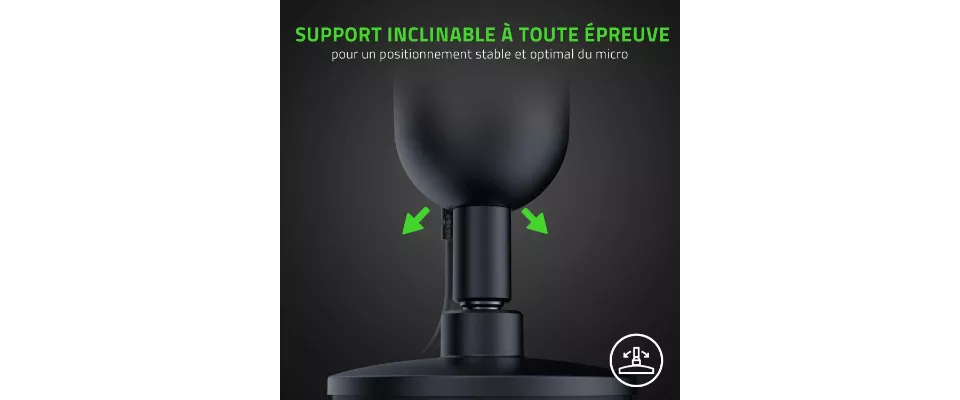 SUPPORT INCLINABLE À TOUTE ÉPREUVE
pour un positionnement stable et optimal du micro